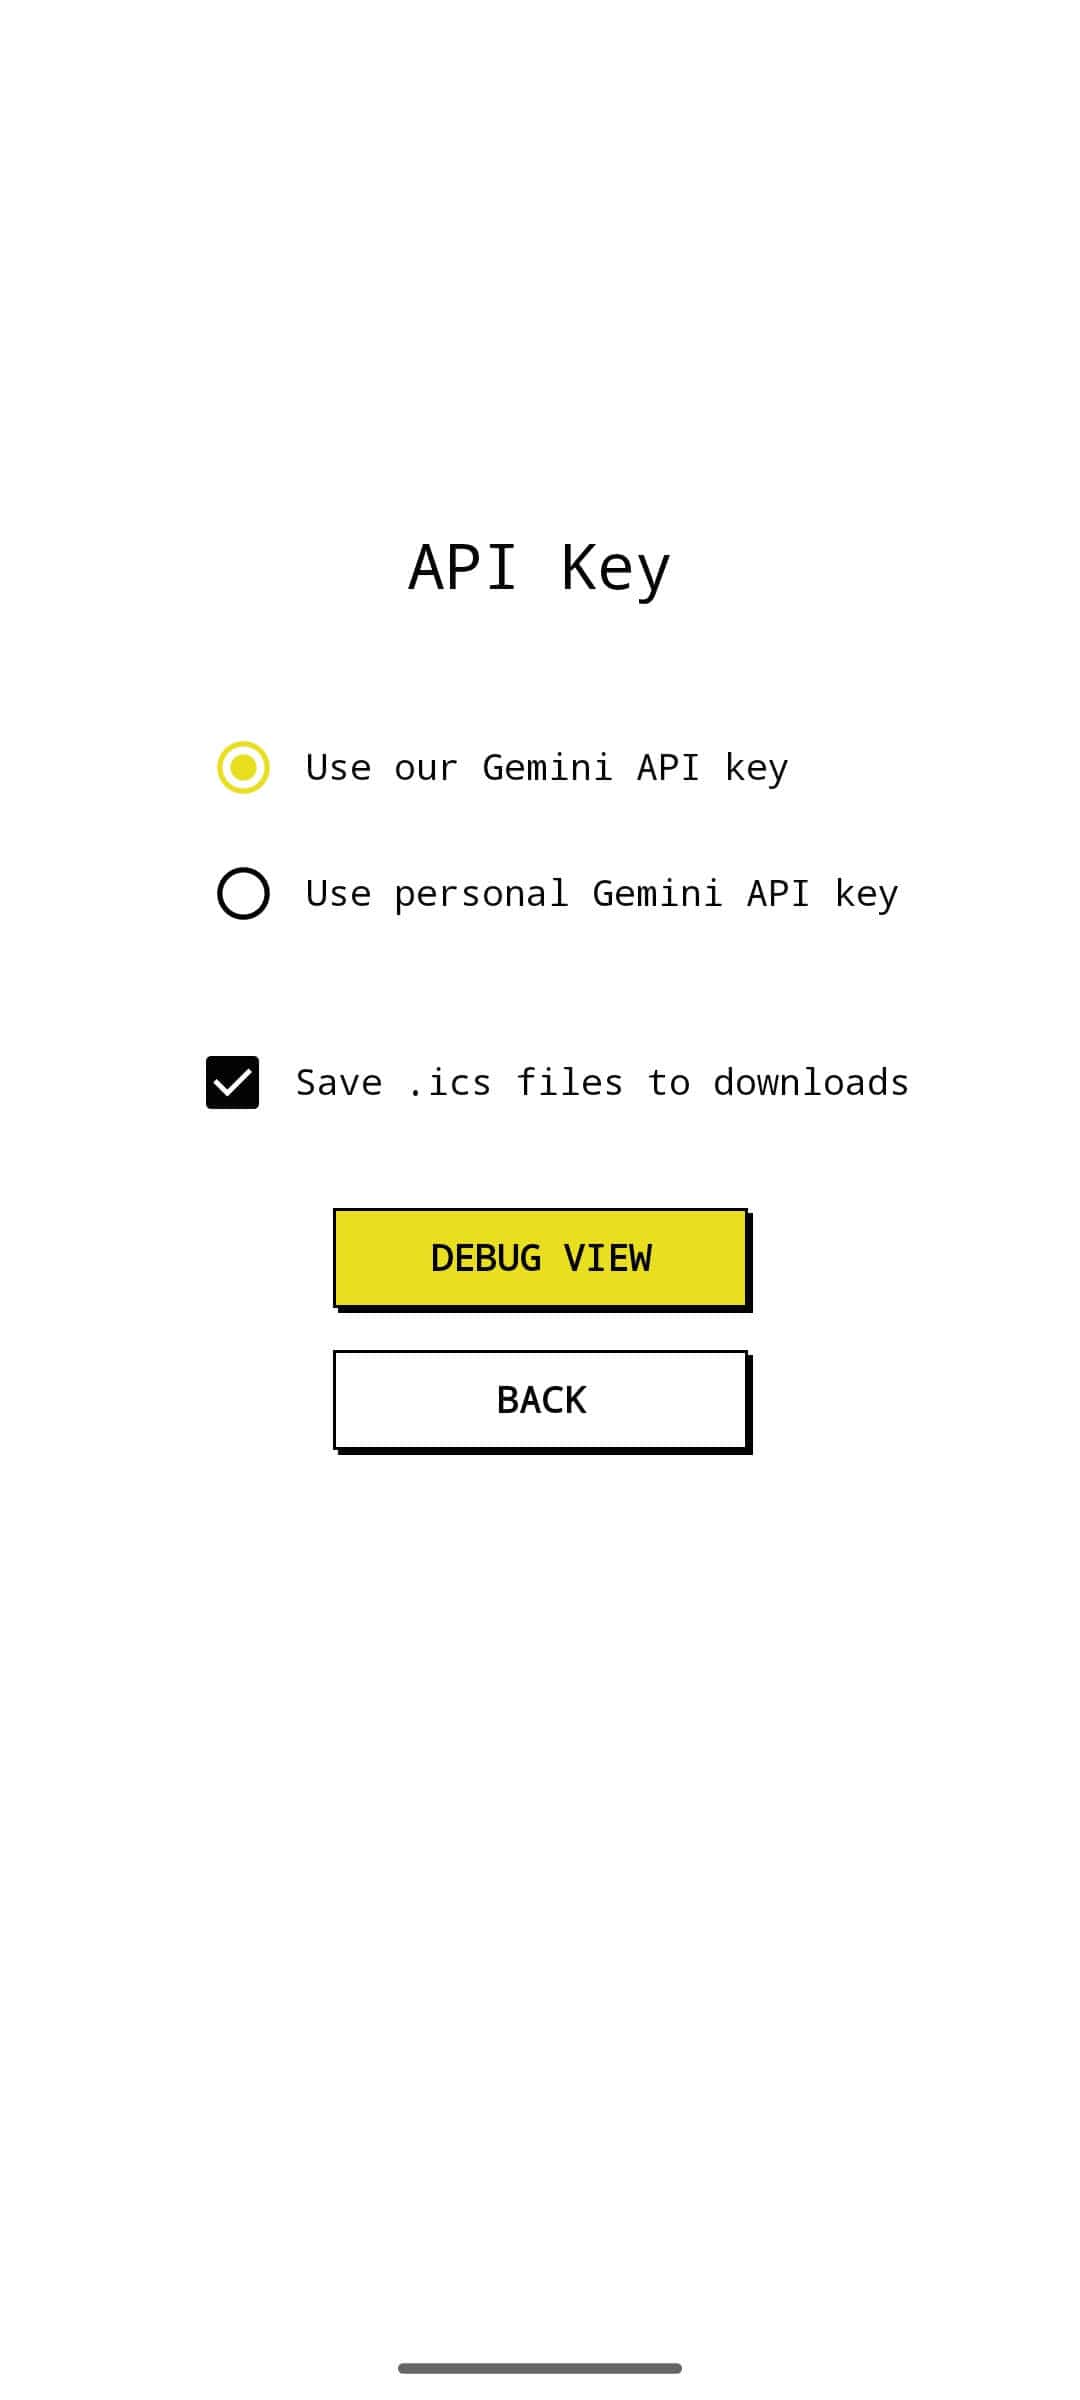 API Key
Use our Gemini API key
Use personal Gemini API key
Save .ics files to downloads
DEBUG VIEW
BACK